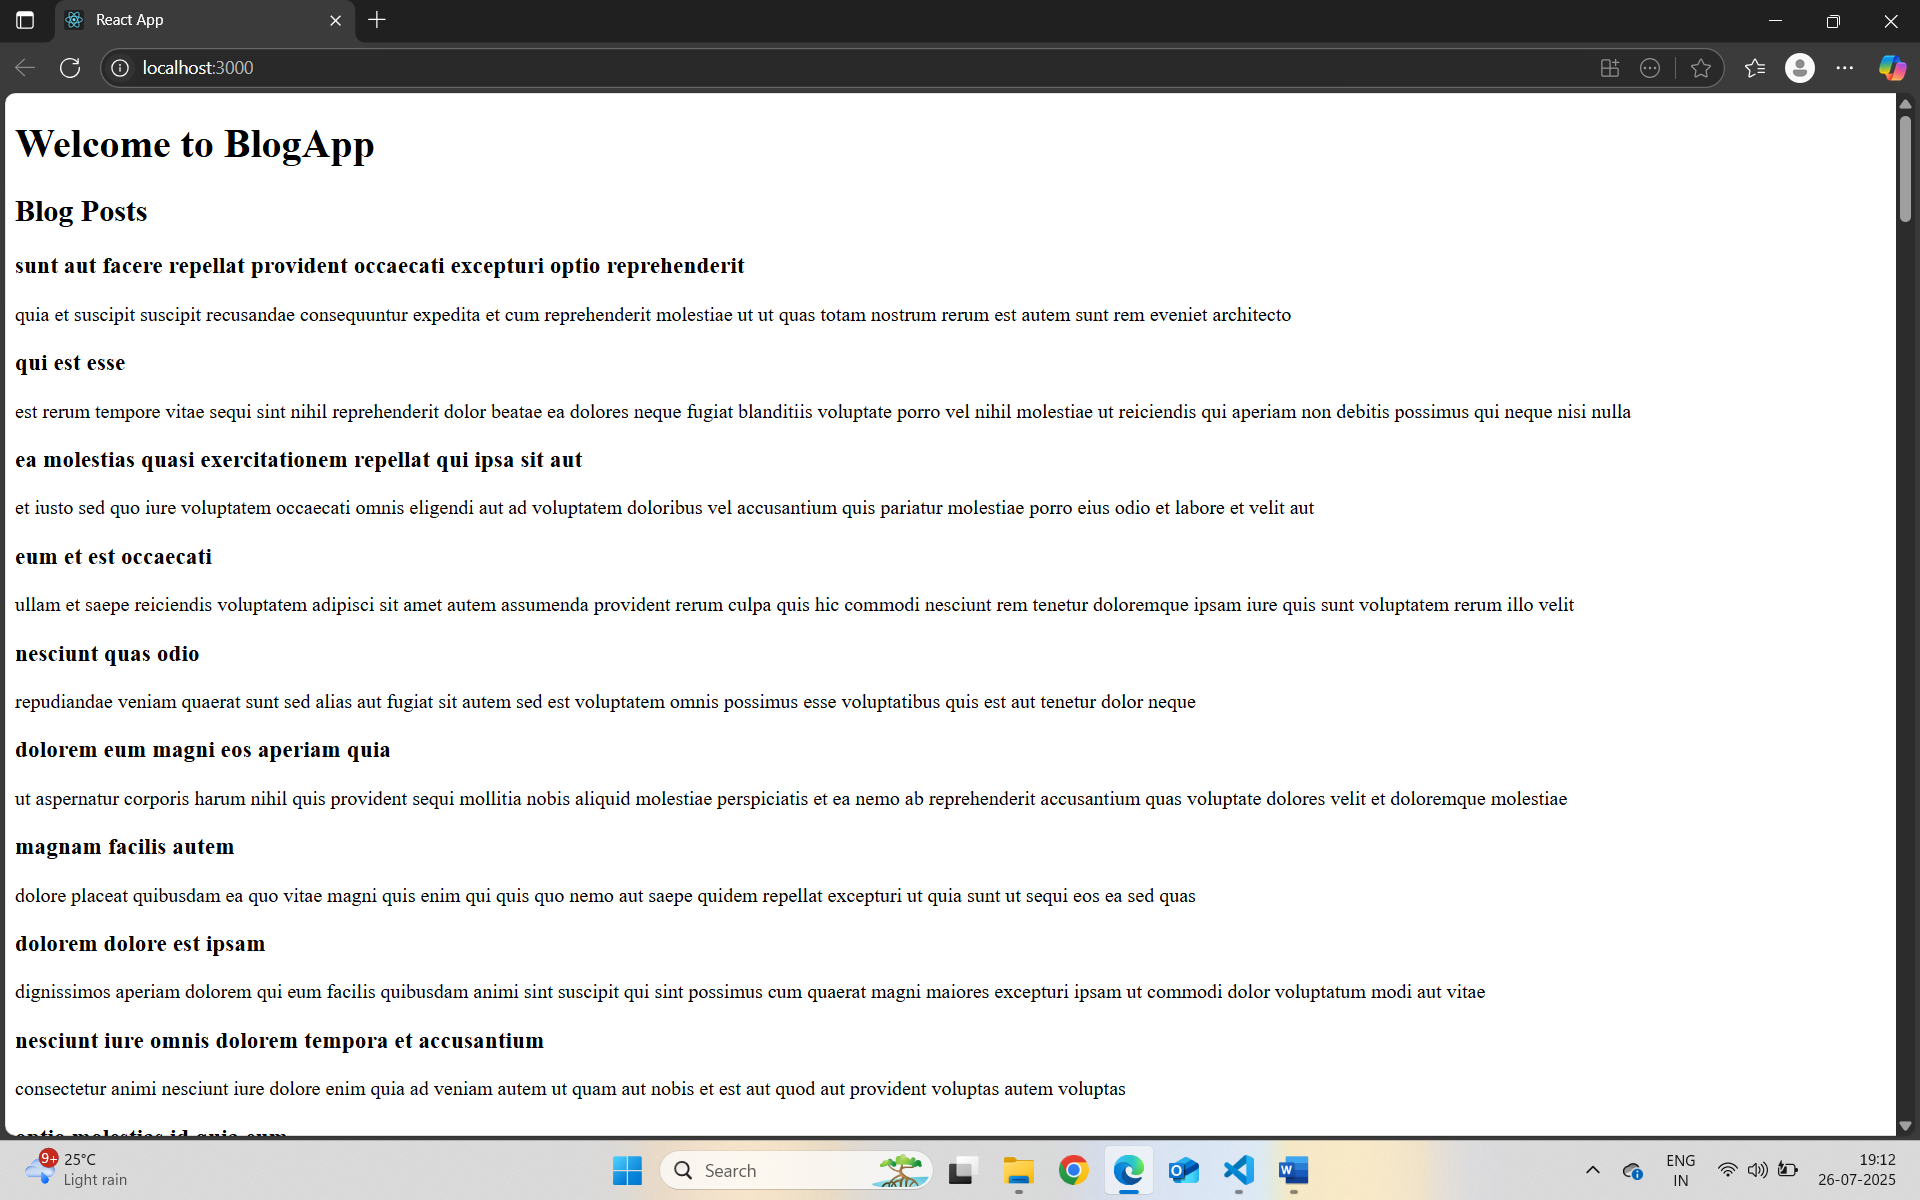 React App
localhost:3000
Welcome to BlogApp
Blog Posts
sunt aut facere repellat provident occaecati excepturi optio reprehenderit
quia et suscipit suscipit recusandae consequuntur expedita et cum reprehenderit molestiae ut ut quas totam nostrum rerum est autem sunt rem eveniet architecto
qui est esse
est rerum tempore vitae sequi sint nihil reprehenderit dolor beatae ea dolores neque fugiat blanditiis voluptate porro vel nihil molestiae ut reiciendis qui aperiam non debitis possimus qui neque nisi nulla
ea molestias quasi exercitationem repellat qui ipsa sit aut
et iusto sed quo iure voluptatem occaecati omnis eligendi aut ad voluptatem doloribus vel accusantium quis pariatur molestiae porro eius odio et labore et velit aut
eum et est occaecati
ullam et saepe reiciendis voluptatem adipisci sit amet autem assumenda provident rerum culpa quis hic commodi nesciunt rem tenetur doloremque ipsam iure quis sunt voluptatem rerum illo velit
nesciunt quas odio
repudiandae veniam quaerat sunt sed alias aut fugiat sit autem sed est voluptatem omnis possimus esse voluptatibus quis est aut tenetur dolor neque
dolorem eum magni eos aperiam quia
ut aspernatur corporis harum nihil quis provident sequi mollitia nobis aliquid molestiae perspiciatis et ea nemo ab reprehenderit accusantium quas voluptate dolores velit et doloremque molestiae
magnam facilis autem
dolore placeat quibusdam ea quo vitae magni quis enim qui quis quo nemo aut saepe quidem repellat excepturi ut quia sunt ut sequi eos ea sed quas
dolorem dolore est ipsam
dignissimos aperiam dolorem qui eum facilis quibusdam animi sint suscipit qui sint possimus cum quaerat magni maiores excepturi ipsam ut commodi dolor voluptatum modi aut vitae
nesciunt iure omnis dolorem tempora et accusantium
consectetur animi nesciunt iure dolore enim quia ad veniam autem ut quam aut nobis et est aut quod aut provident voluptas autem voluptas
optio molestias id quia eum
9+
25°C
Light rain
Search
ENG
IN
19:12
26-07-2025